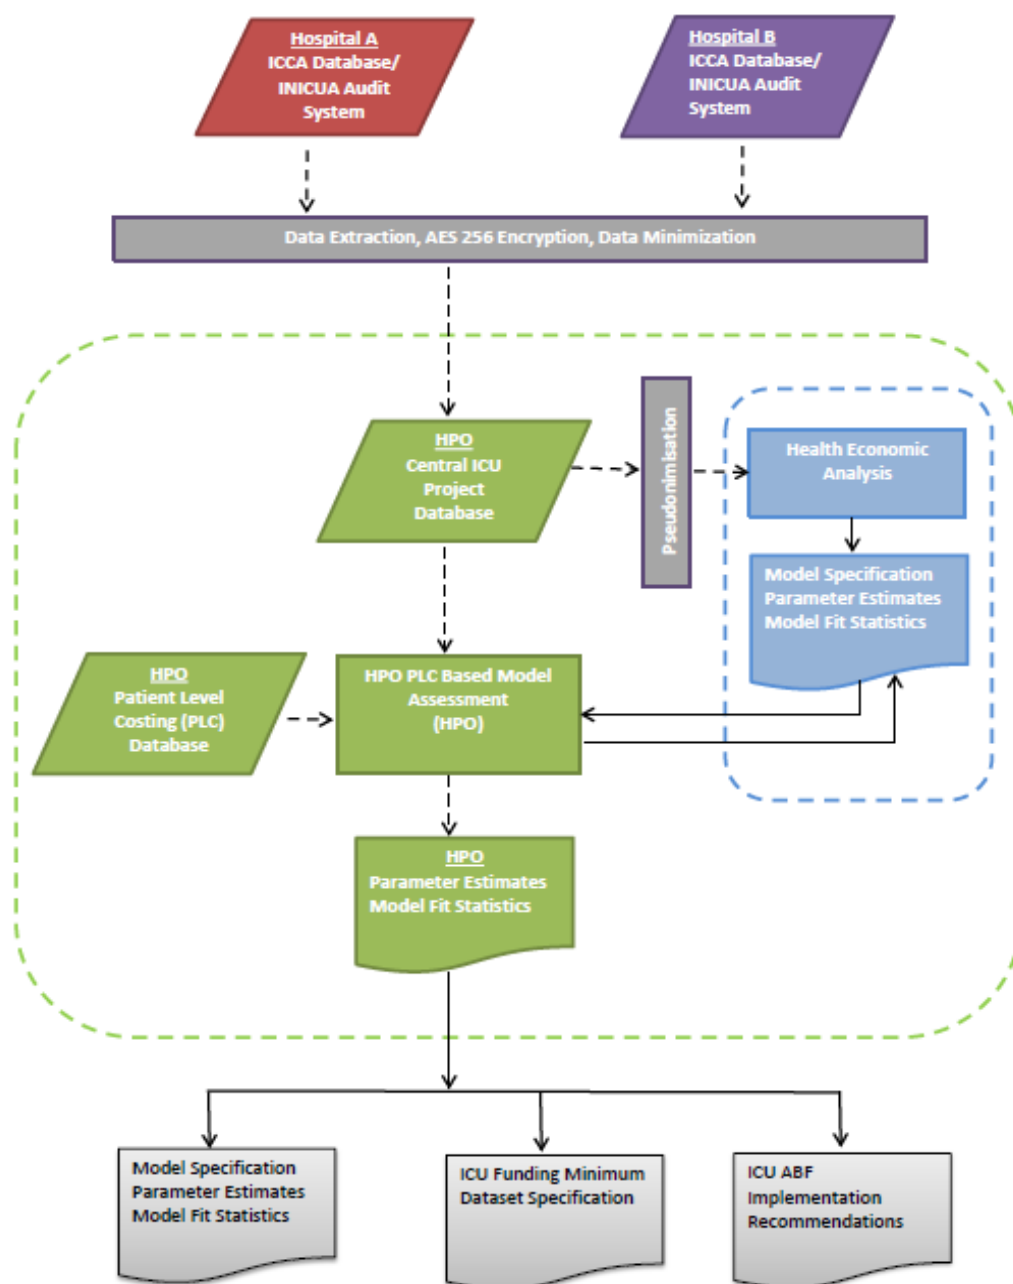 Hospital A
ICCA Database/
INICUA Audit
System
Hospital B
ICCA Database/
INICUA Audit
System
Data Extraction, AES 256 Encryption, Data Minimization
HPO
Central ICU
Project
Database
Pseudonimisation
Health Economic
Analysis
Model Specification
Parameter Estimates
Model Fit Statistics
HPO
Patient Level
Costing (PLC)
Database
HPO PLC Based Model
Assessment
(HPO)
HPO
Parameter Estimates
Model Fit Statistics
Model Specification
Parameter Estimates
Model Fit Statistics
ICU Funding Minimum
Dataset Specification
ICU ABF
Implementation
Recommendations